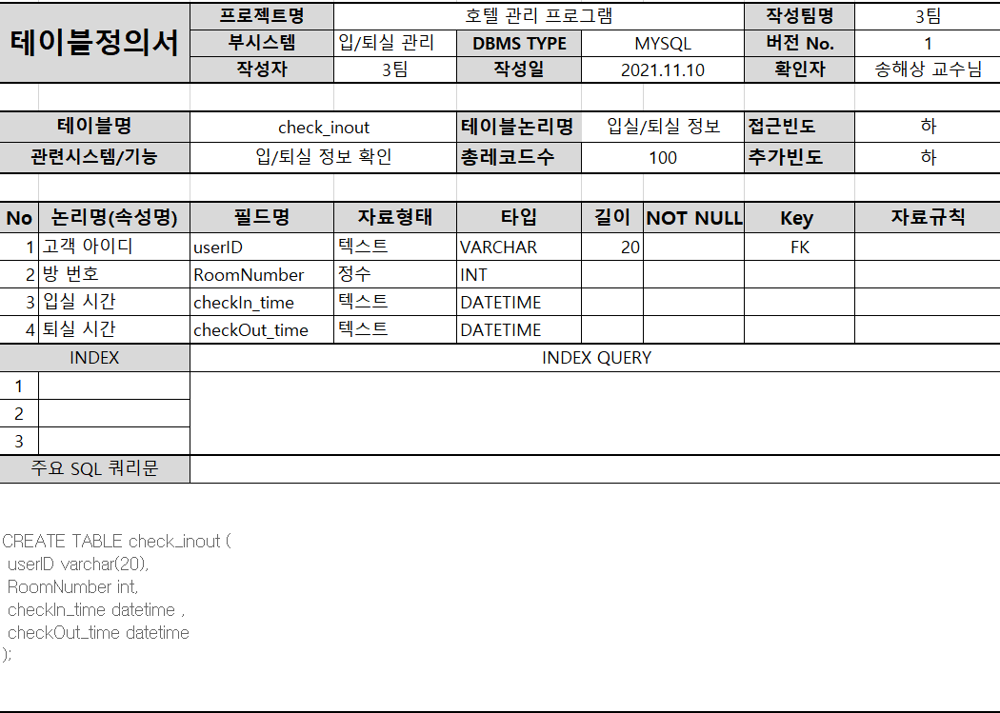 테이블정의서 프로젝트명 호텔 관리 프로그램 작성팀명 3팀
부시스템 입/퇴실 관리 DBMS TYPE MYSQL 버전 No. 1
작성자 3팀 작성일 2021.11.10 확인자 송해상 교수님
테이블명 check_inout 테이블논리명 입실/퇴실 정보 접근빈도 하
관련시스템/기능 입/퇴실 정보 확인 총레코드수 100 추가빈도 하
No 논리명(속성명) 필드명 자료형태 타입 길이 NOT NULL Key 자료규칙
1 고객 아이디 userID 텍스트 VARCHAR 20 FK
2 방 번호 RoomNumber 정수 INT
3 입실 시간 checkIn_time 텍스트 DATETIME
4 퇴실 시간 checkOut_time 텍스트 DATETIME
INDEX INDEX QUERY
1
2
3
주요 SQL 쿼리문
CREATE TABLE check_inout (
userID varchar(20),
RoomNumber int,
checkIn_time datetime ,
checkOut_time datetime
);